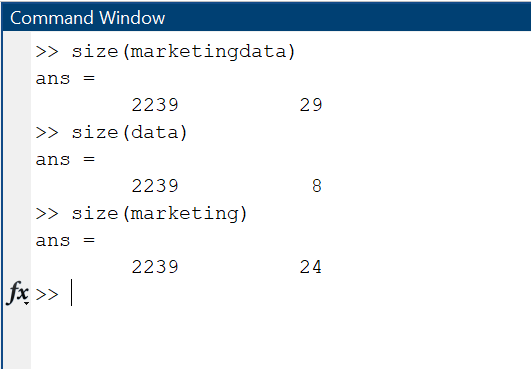 Command Window
>> size(marketingdata)
ans =
2239 29
>> size(data)
ans =
2239 8
>> size(marketing)
ans =
2239 24
fx >>